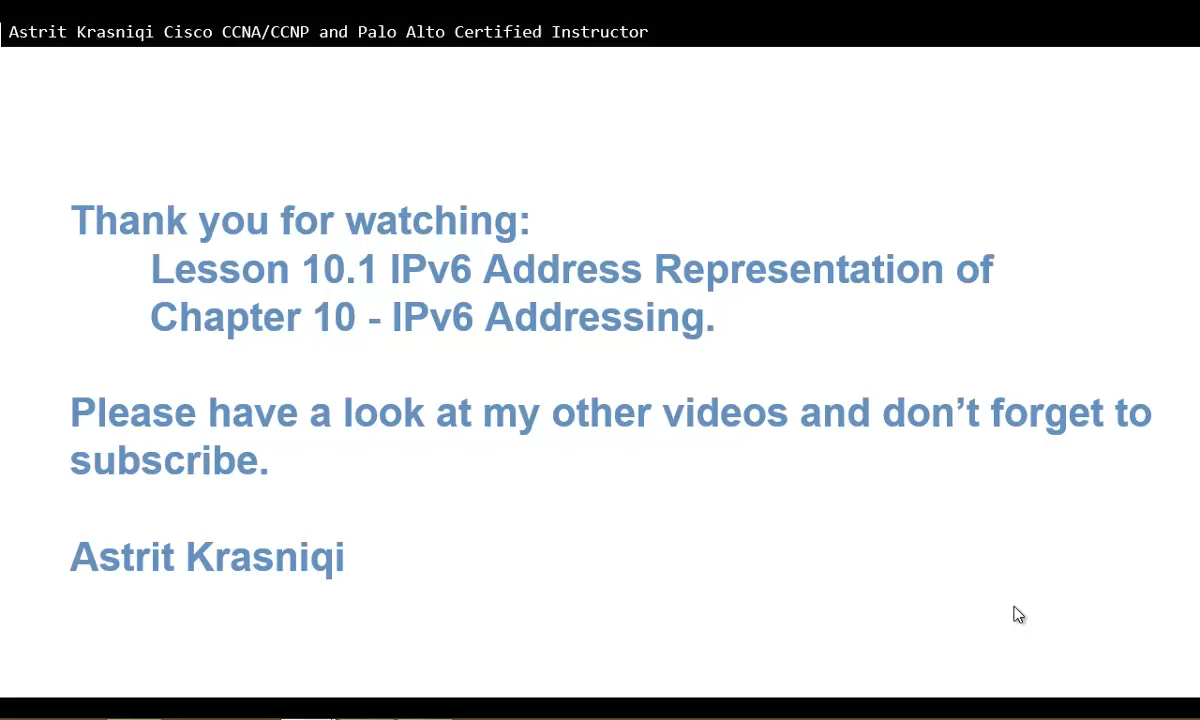 Astrit Krasniqi Cisco CCNA/CCNP and Palo Alto Certified Instructor
Thank you for watching:
Lesson 10.1 IPv6 Address Representation of
Chapter 10 - IPv6 Addressing.
Please have a look at my other videos and don’t forget to
subscribe.
Astrit Krasniqi